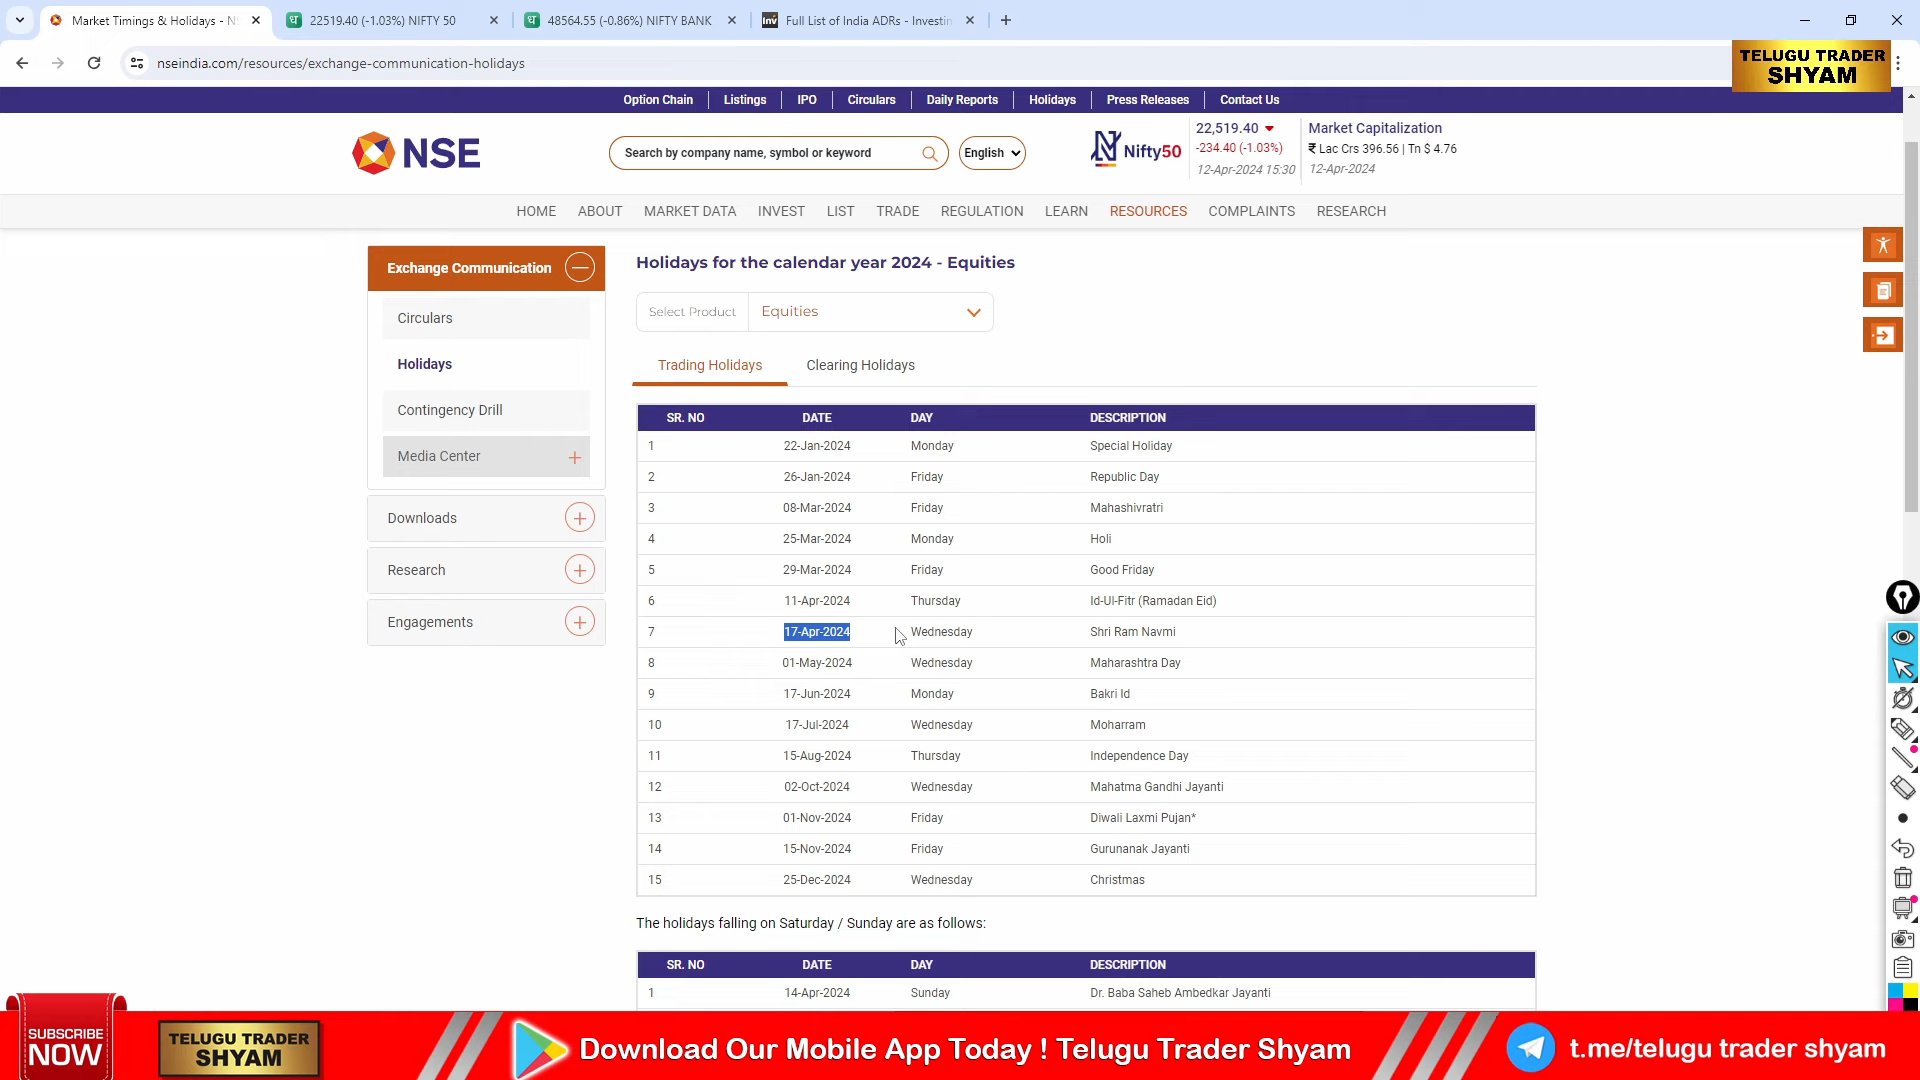 Market Timings & Holidays - N
22519.40 (-1.03%) NIFTY 50
48564.55 (-0.86%) NIFTY BANK
Inv
Full List of India ADRs - Investin
nseindia.com/resources/exchange-communication-holidays
TELUGU TRADER
SHYAM
Option Chain
Listings
IPO
Circulars
Daily Reports
Holidays
Press Releases
Contact Us
NSE
Search by company name, symbol or keyword
English
Nifty50
22,519.40
-234.40 (-1.03%)
12-Apr-2024 15:30
Market Capitalization
₹ Lac Crs 396.56 | Tn $ 4.76
12-Apr-2024
HOME ABOUT MARKET DATA INVEST LIST TRADE REGULATION LEARN RESOURCES COMPLAINTS RESEARCH
Exchange Communication
Circulars
Holidays
Contingency Drill
Media Center
Downloads
Research
Engagements
Holidays for the calendar year 2024 - Equities
Select Product Equities
Trading Holidays Clearing Holidays
SR. NO DATE DAY DESCRIPTION
1 22-Jan-2024 Monday Special Holiday
2 26-Jan-2024 Friday Republic Day
3 08-Mar-2024 Friday Mahashivratri
4 25-Mar-2024 Monday Holi
5 29-Mar-2024 Friday Good Friday
6 11-Apr-2024 Thursday Id-Ul-Fitr (Ramadan Eid)
7 17-Apr-2024 Wednesday Shri Ram Navmi
8 01-May-2024 Wednesday Maharashtra Day
9 17-Jun-2024 Monday Bakri Id
10 17-Jul-2024 Wednesday Moharram
11 15-Aug-2024 Thursday Independence Day
12 02-Oct-2024 Wednesday Mahatma Gandhi Jayanti
13 01-Nov-2024 Friday Diwali Laxmi Pujan*
14 15-Nov-2024 Friday Gurunanak Jayanti
15 25-Dec-2024 Wednesday Christmas
The holidays falling on Saturday / Sunday are as follows:
SR. NO DATE DAY DESCRIPTION
1 14-Apr-2024 Sunday Dr. Baba Saheb Ambedkar Jayanti
SUBSCRIBE
NOW
TELUGU TRADER
SHYAM
Download Our Mobile App Today ! Telugu Trader Shyam
t.me/telugu trader shyam